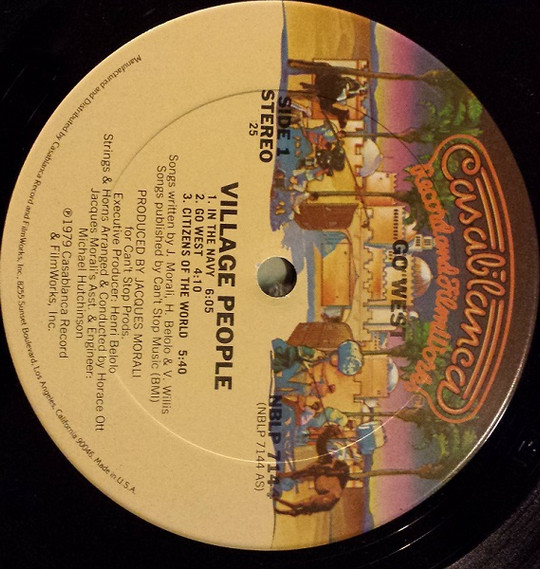 Casablanca
Record and FilmWorks
GO WEST
SIDE 1
STEREO
25
NBLP 7144
(NBLP 7144 AS)
VILLAGE PEOPLE
1. IN THE NAVY 6:05
2. GO WEST 4:10
3. CITIZENS OF THE WORLD 5:40
Songs written by J. Morali, H. Belolo & V. Willis
Songs published by Can't Stop Music (BMI)
PRODUCED BY JACQUES MORALI
for Can't Stop Prods.
Executive Producer: Henri Belolo
Strings & Horns Arranged & Conducted by Horace Ott
Jacques Morali's Asst. & Engineer:
Michael Hutchinson
℗ 1979 Casablanca Record
& FilmWorks, Inc.
Manufactured and Distributed by Casablanca Record and FilmWorks, Inc., 8255 Sunset Boulevard, Los Angeles, California 90046. Made in U.S.A.